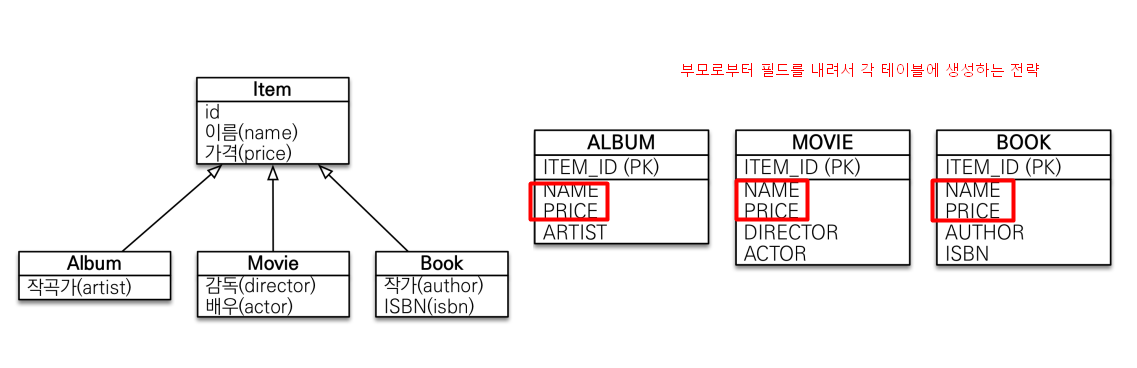 부모로부터 필드를 내려서 각 테이블에 생성하는 전략
Item
id
이름(name)
가격(price)
Album
작곡가(artist)
Movie
감독(director)
배우(actor)
Book
작가(author)
ISBN(isbn)
ALBUM
ITEM_ID (PK)
NAME
PRICE
ARTIST
MOVIE
ITEM_ID (PK)
NAME
PRICE
DIRECTOR
ACTOR
BOOK
ITEM_ID (PK)
NAME
PRICE
AUTHOR
ISBN